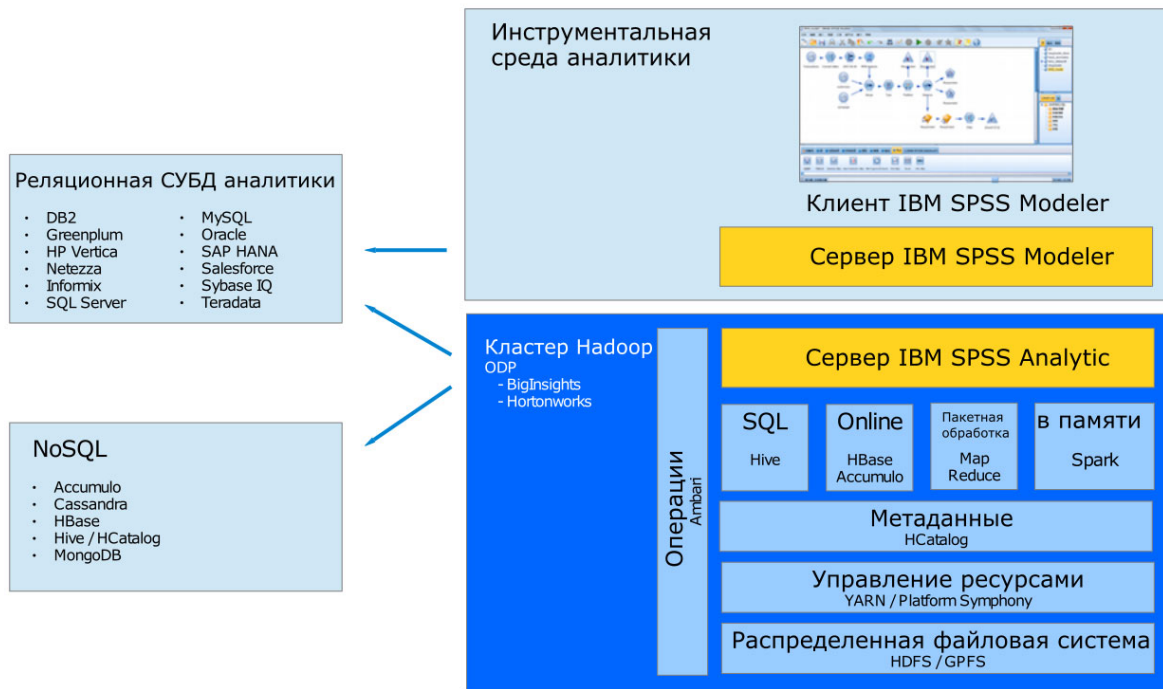 Инструментальная
среда аналитики
Клиент IBM SPSS Modeler
Сервер IBM SPSS Modeler
Реляционная СУБД аналитики
· DB2
· Greenplum
· HP Vertica
· Netezza
· Informix
· SQL Server
· MySQL
· Oracle
· SAP HANA
· Salesforce
· Sybase IQ
· Teradata
NoSQL
· Accumulo
· Cassandra
· HBase
· Hive / HCatalog
· MongoDB
Кластер Hadoop
ODP
- BigInsights
- Hortonworks
Операции
Ambari
Сервер IBM SPSS Analytic
SQL
Hive
Online
HBase
Accumulo
Пакетная
обработка
Map
Reduce
в памяти
Spark
Метаданные
HCatalog
Управление ресурсами
YARN / Platform Symphony
Распределенная файловая система
HDFS / GPFS